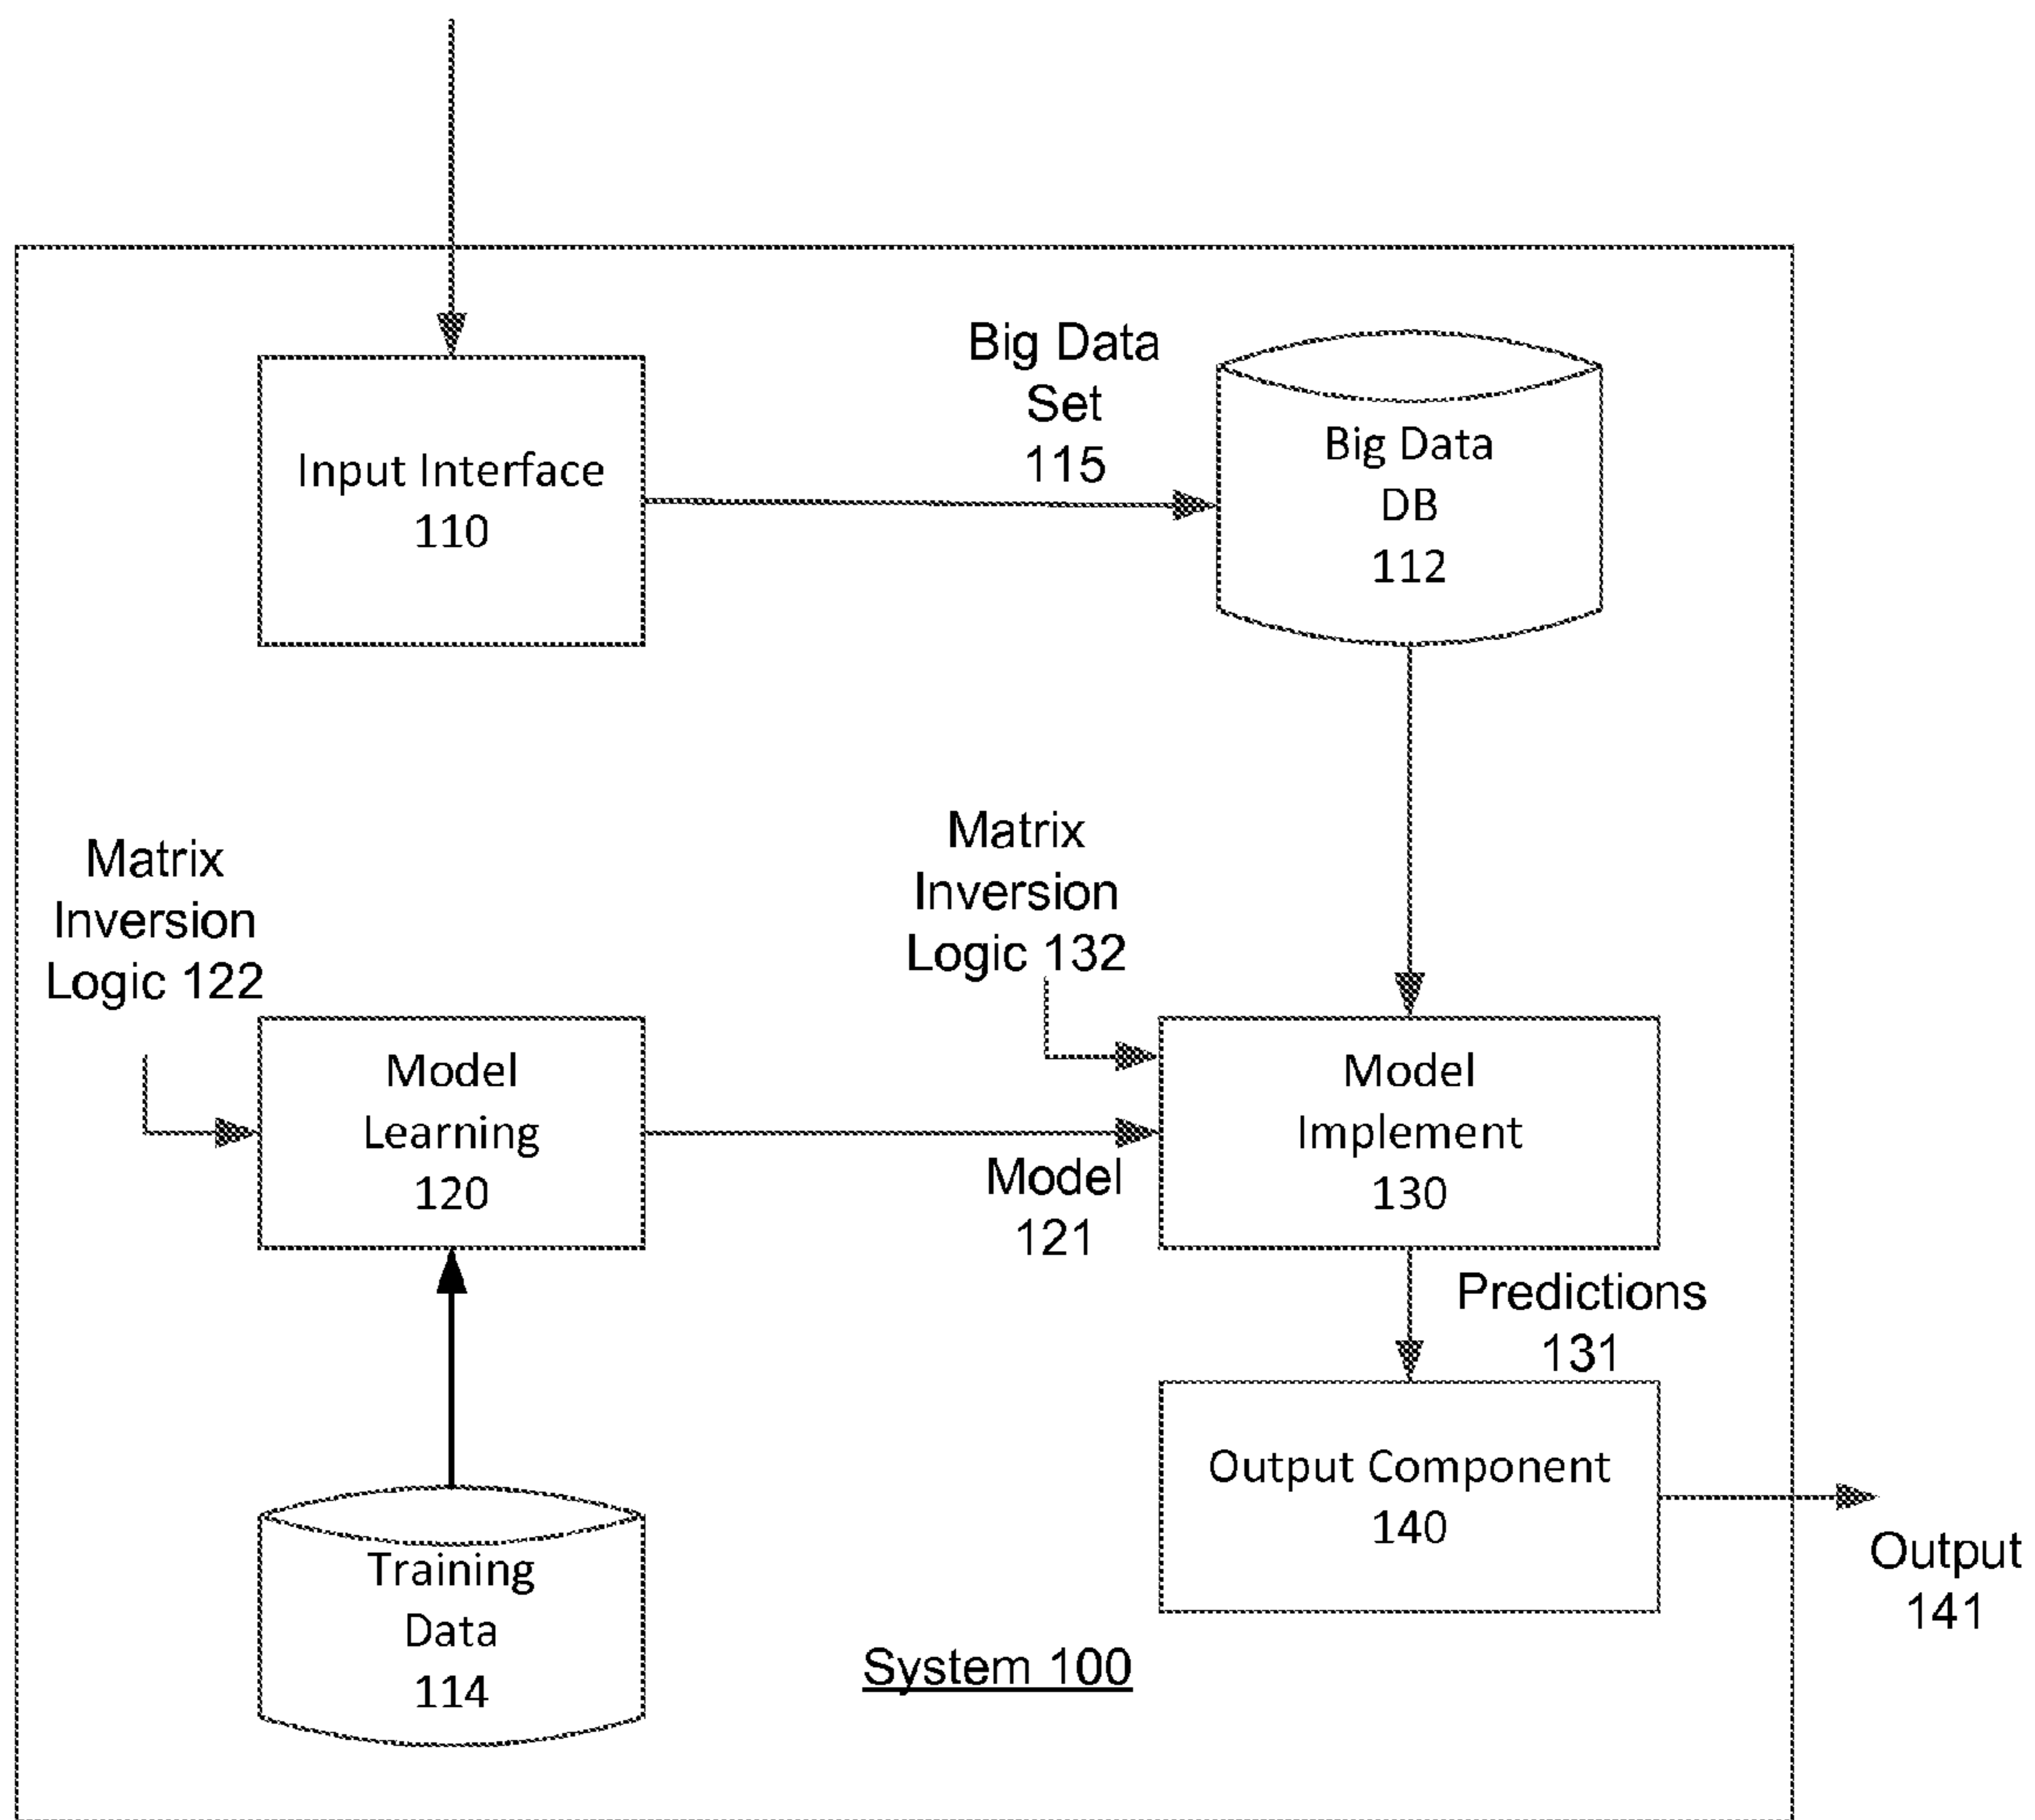 Input Interface
110
Big Data
Set
115
Big Data
DB
112
Matrix
Inversion
Logic 122
Matrix
Inversion
Logic 132
Model
Learning
120
Model
121
Model
Implement
130
Predictions
131
Output Component
140
Output
141
Training
Data
114
System 100